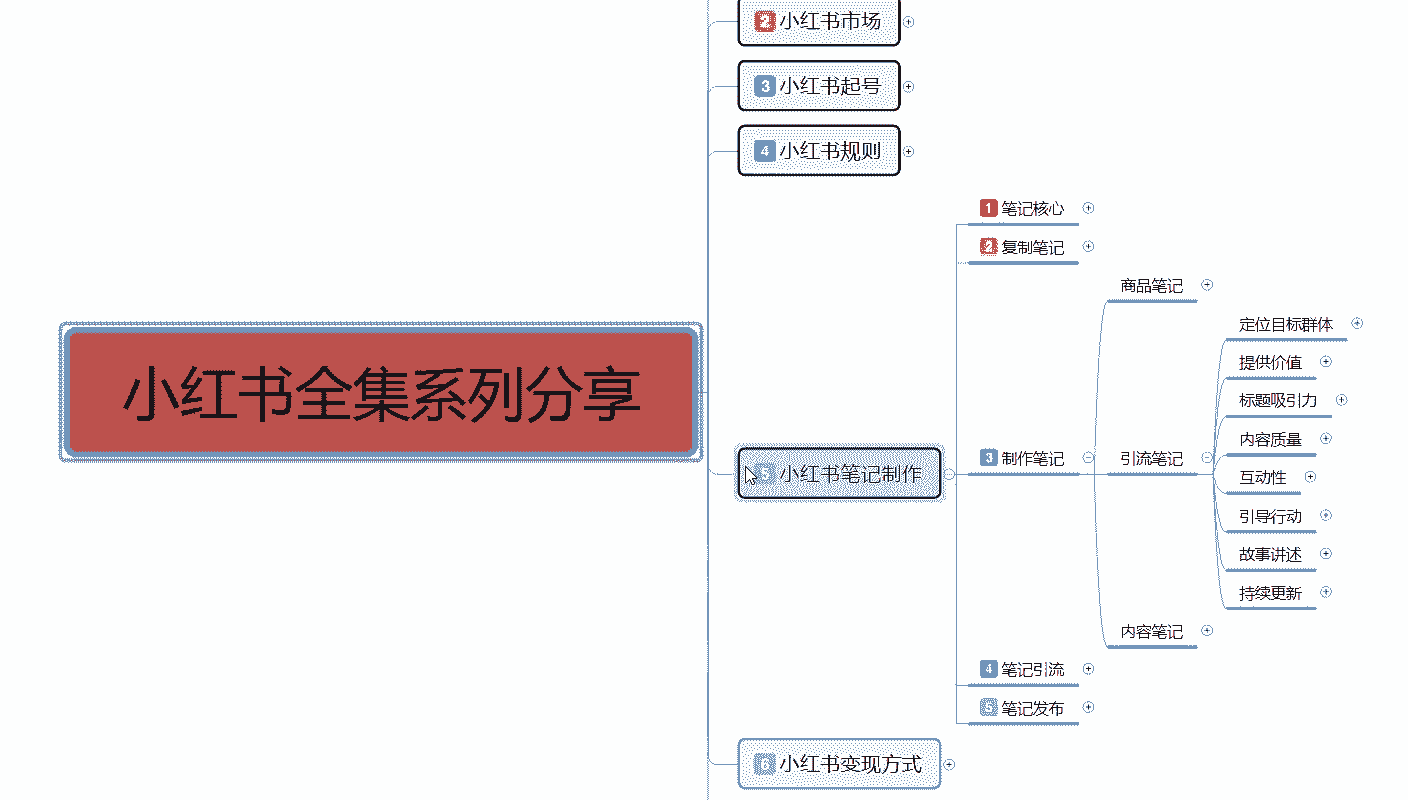 2 小红书市场
3 小红书起号
4 小红书规则
1 笔记核心
2 复制笔记
商品笔记
定位目标群体
提供价值
标题吸引力
小红书全集系列分享
内容质量
3 制作笔记
引流笔记
5 小红书笔记制作
互动性
引导行动
故事讲述
持续更新
内容笔记
4 笔记引流
5 笔记发布
6 小红书变现方式